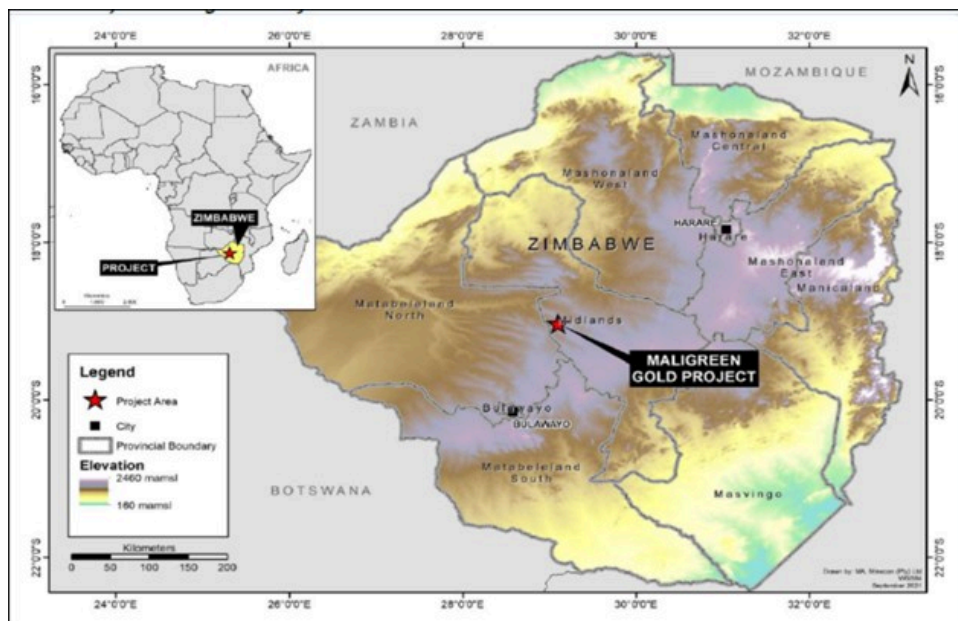 24°0'0"E 26°0'0"E 28°0'0"E 30°0'0"E 32°0'0"E
AFRICA
ZIMBABWE
PROJECT
Kilometers
MOZAMBIQUE
N
ZAMBIA
16°0'0"S
16°0'0"S
Mashonaland
Central
Mashonaland
West
HARARE
Harare
18°0'0"S
ZIMBABWE
Mashonaland
East
Manicaland
Matabeleland
North
Midlands
MALIGREEN
GOLD PROJECT
Legend
Project Area
City
Provincial Boundary
Elevation
2460 mamsl
160 mamsl
20°0'0"S
20°0'0"S
Bulawayo
BULAWAYO
Matabeleland
South
Masvingo
BOTSWANA
Kilometers
0 50 100 150 200
22°0'0"S
22°0'0"S
September 2021
24°0'0"E 26°0'0"E 28°0'0"E 30°0'0"E 32°0'0"E